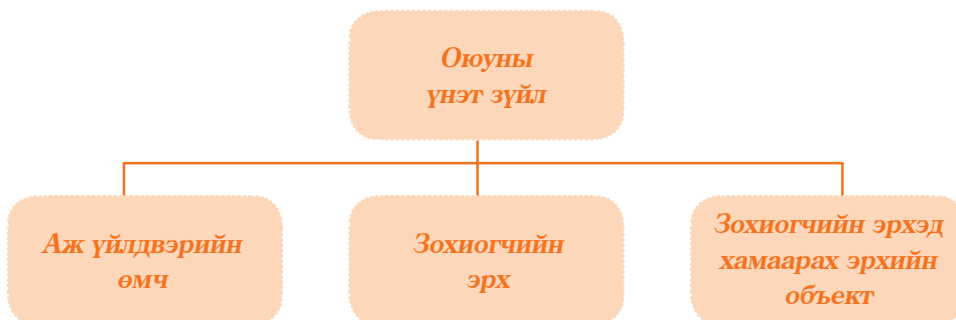 Оюуны
үнэт зүйл
Аж үйлдвэрийн
өмч
Зохиогчийн
эрх
Зохиогчийн эрхэд
хамаарах эрхийн
объект